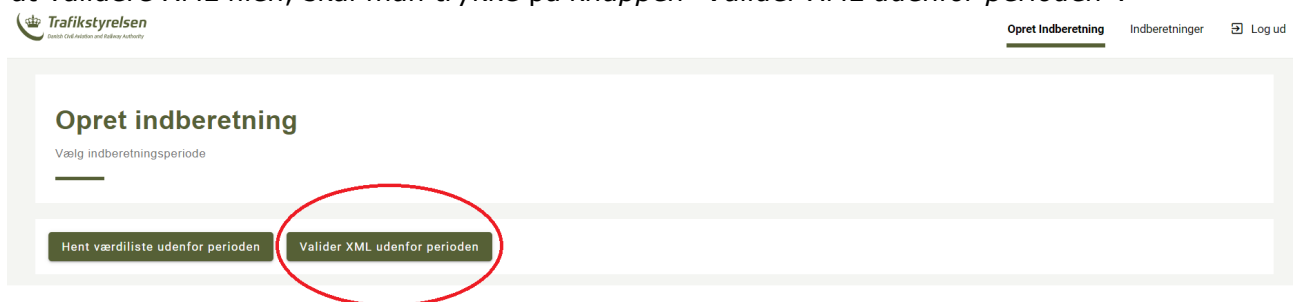 at validere XML filen, skal man trykke på knappen "Valider XML udenfor perioden".
Trafikstyrelsen
Danish Civil Aviation and Railway Authority
Opret Indberetning Indberetninger Log ud
Opret indberetning
Vælg indberetningsperiode
Hent værdiliste udenfor perioden Valider XML udenfor perioden